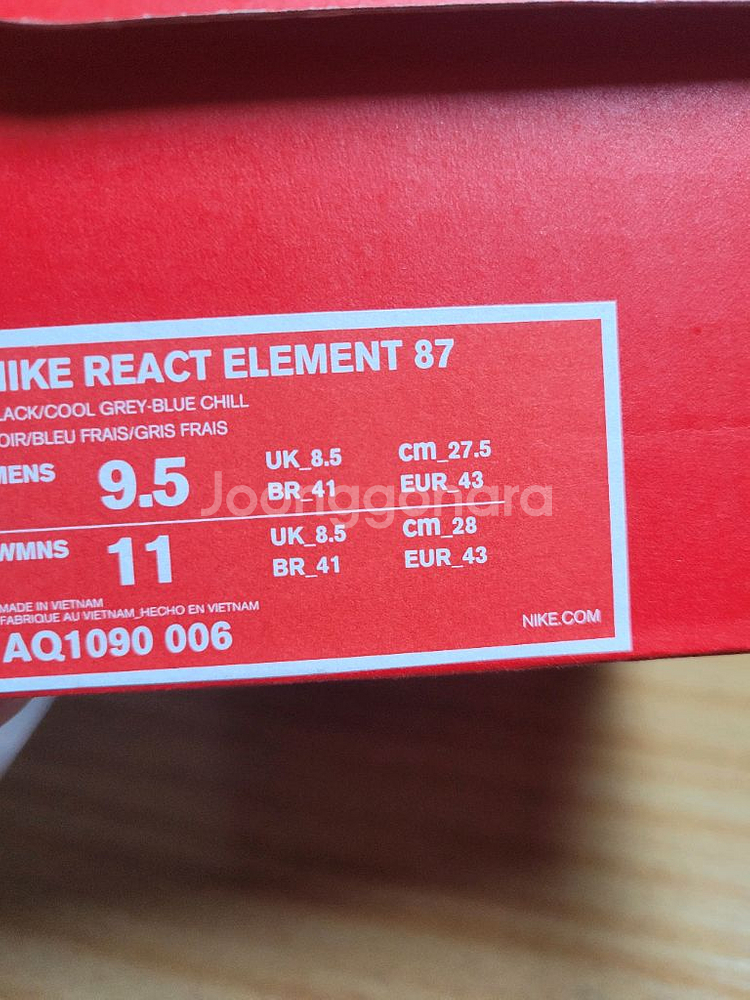 NIKE REACT ELEMENT 87
LACK/COOL GREY-BLUE CHILL
OIR/BLEU FRAIS/GRIS FRAIS
MENS 9.5 UK_8.5 cm_27.5
BR_41 EUR_43
Joonggonara
WMNS 11 UK_8.5 cm_28
BR_41 EUR_43
MADE IN VIETNAM
FABRIQUE AU VIETNAM_HECHO EN VIETNAM
AQ1090 006
NIKE.COM